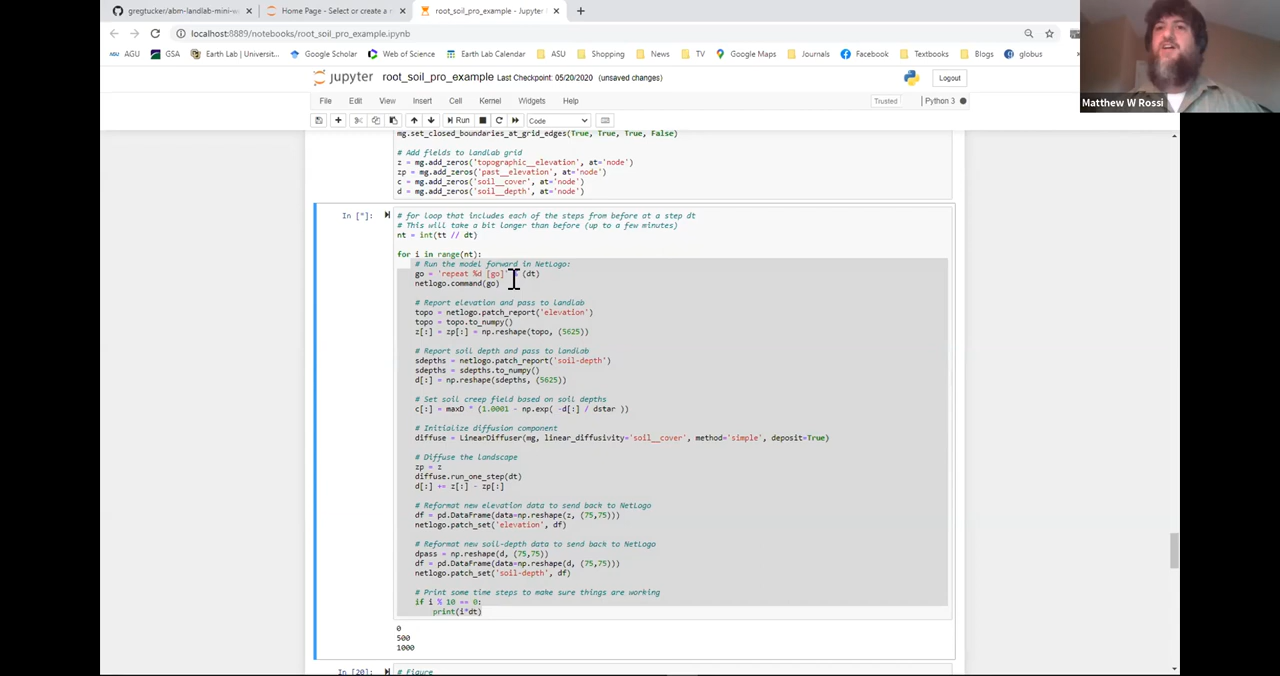 gregtucker/abm-landlab-mini-w
Home Page - Select or create a
root_soil_pro_example - Jupyter
localhost:8889/notebooks/root_soil_pro_example.ipynb
AGU
GSA
Earth Lab | Universit...
Google Scholar
Web of Science
Earth Lab Calendar
ASU
Shopping
News
TV
Google Maps
Journals
Facebook
Textbooks
Blogs
globus
jupyter root_soil_pro_example Last Checkpoint: 05/20/2020 (unsaved changes)
Logout
Matthew W Rossi
File Edit View Insert Cell Kernel Widgets Help
Trusted
Python 3
Run
Code
mg.set_closed_boundaries_at_grid_edges(True, True, True, False)
# Add fields to landlab grid
z = mg.add_zeros('topographic__elevation', at='node')
zp = mg.add_zeros('past__elevation', at='node')
c = mg.add_zeros('soil__cover', at='node')
d = mg.add_zeros('soil__depth', at='node')
In [*]:
# for loop that includes each of the steps from before at a step dt
# This will take a bit longer than before (up to a few minutes)
nt = int(tt // dt)
for i in range(nt):
# Run the model forward in NetLogo:
go = 'repeat %d [go]' % (dt)
netlogo.command(go)
# Report elevation and pass to landlab
topo = netlogo.patch_report('elevation')
topo = topo.to_numpy()
z[:] = zp[:] = np.reshape(topo, (5625))
# Report soil depth and pass to landlab
sdepths = netlogo.patch_report('soil-depth')
sdepths = sdepths.to_numpy()
d[:] = np.reshape(sdepths, (5625))
# Set soil creep field based on soil depths
c[:] = maxD * (1.0001 - np.exp( -d[:] / dstar ))
# Initialize diffusion component
diffuse = LinearDiffuser(mg, linear_diffusivity='soil__cover', method='simple', deposit=True)
# Diffuse the landscape
zp = z
diffuse.run_one_step(dt)
d[:] += z[:] - zp[:]
# Reformat new elevation data to send back to NetLogo
df = pd.DataFrame(data=np.reshape(z, (75,75)))
netlogo.patch_set('elevation', df)
# Reformat new soil-depth data to send back to NetLogo
dpass = np.reshape(d, (75,75))
df = pd.DataFrame(data=np.reshape(d, (75,75)))
netlogo.patch_set('soil-depth', df)
# Print some time steps to make sure things are working
if i % 10 == 0:
print(i*dt)
0
500
1000
In [20]:
# Figure